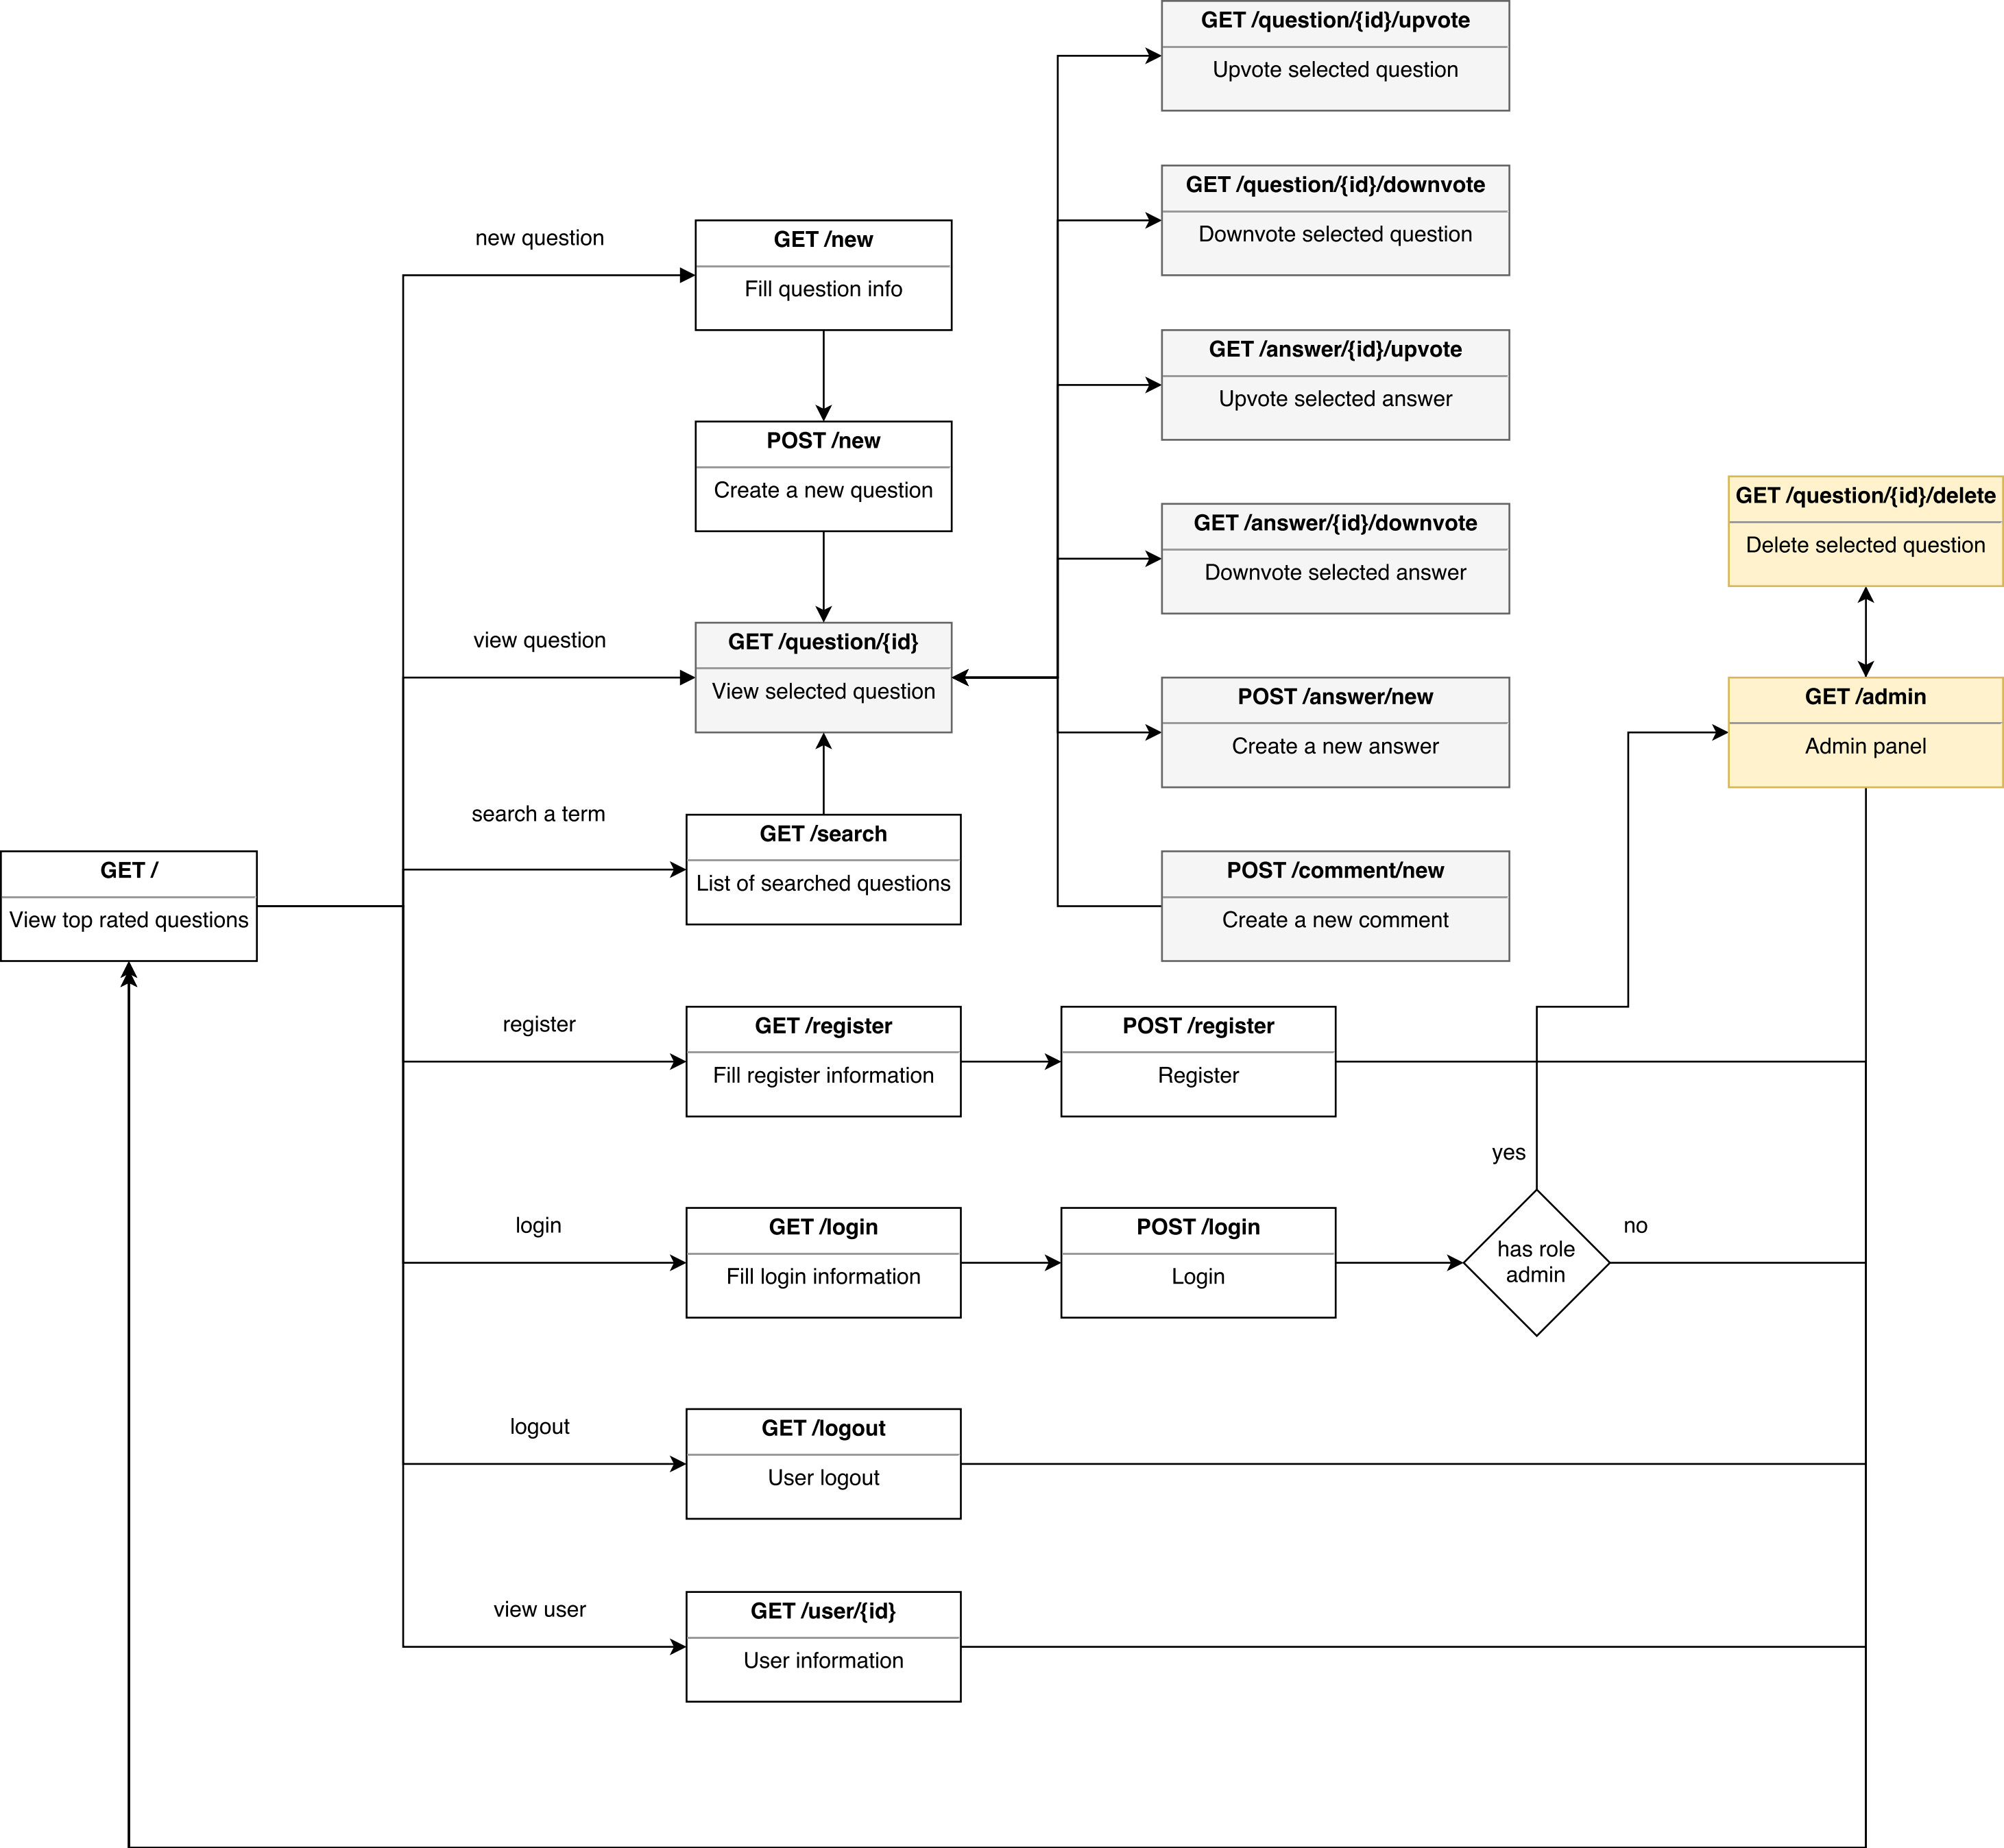 GET /question/{id}/upvote
Upvote selected question
GET /question/{id}/downvote
Downvote selected question
new question
GET /new
Fill question info
GET /answer/{id}/upvote
Upvote selected answer
POST /new
Create a new question
GET /answer/{id}/downvote
Downvote selected answer
GET /question/{id}/delete
Delete selected question
view question
GET /question/{id}
View selected question
POST /answer/new
Create a new answer
GET /admin
Admin panel
search a term
GET /search
List of searched questions
GET /
View top rated questions
POST /comment/new
Create a new comment
register
GET /register
Fill register information
POST /register
Register
yes
login
GET /login
Fill login information
POST /login
Login
has role
admin
no
logout
GET /logout
User logout
view user
GET /user/{id}
User information